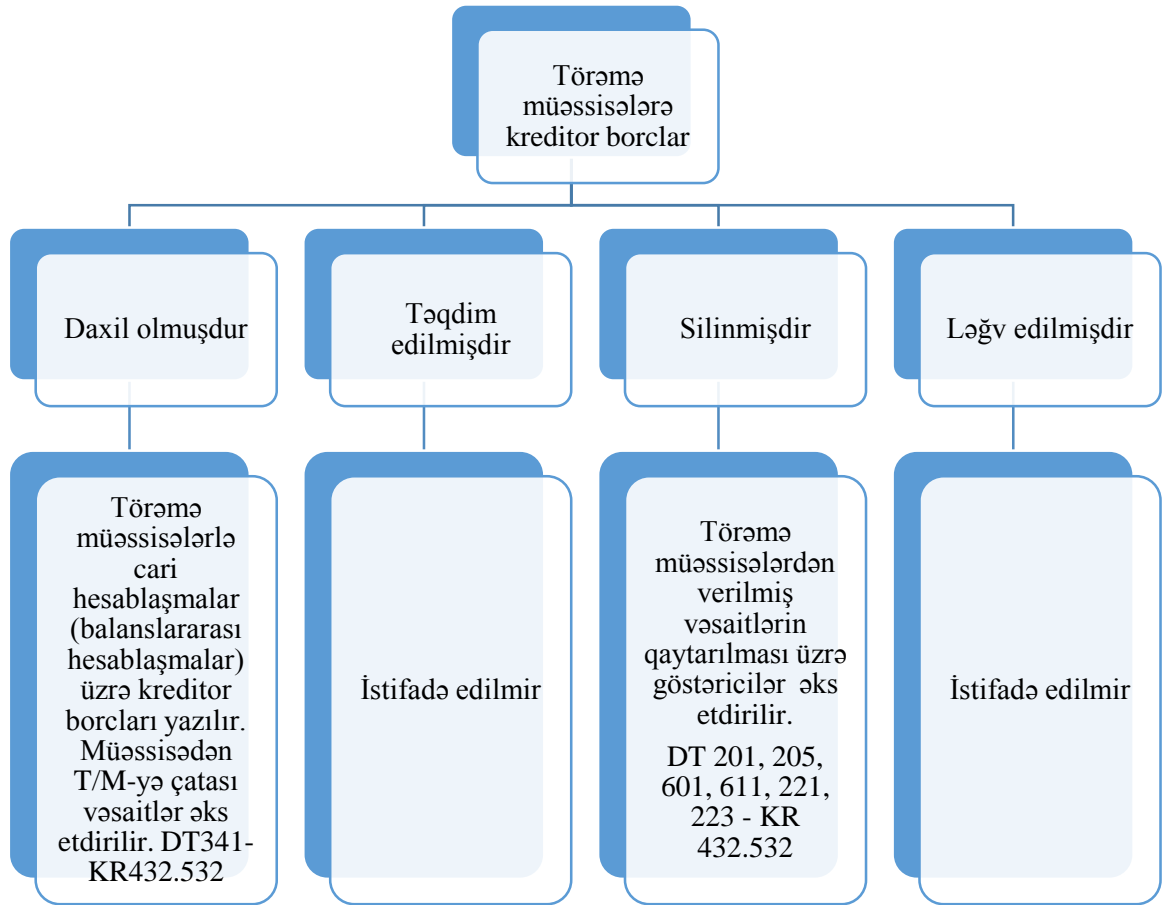 Törəmə
müəssisələrə
kreditor borclar
Daxil olmuşdur
Təqdim
edilmişdir
Silinmişdir
Ləğv edilmişdir
Törəmə
müəssisələrlə
cari
hesablaşmalar
(balanslararası
hesablaşmalar)
üzrə kreditor
borcları yazılır.
Müəssisədən
T/M-yə çatası
vəsaitlər əks
etdirilir. DT341-
KR432.532
İstifadə edilmir
Törəmə
müəssisələrdən
verilmiş
vəsaitlərin
qaytarılması üzrə
göstəricilər əks
etdirilir.
DT 201, 205,
601, 611, 221,
223 - KR
432.532
İstifadə edilmir